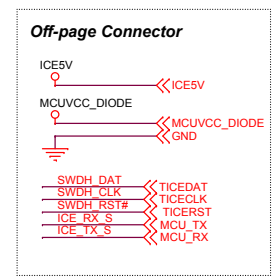 Off-page Connector
ICE5V
ICE5V
MCUVCC_DIODE
MCUVCC_DIODE
GND
SWDH_DAT TICEDAT
SWDH_CLK TICECLK
SWDH_RST# TICERST
ICE_RX_S MCU_TX
ICE_TX_S MCU_RX